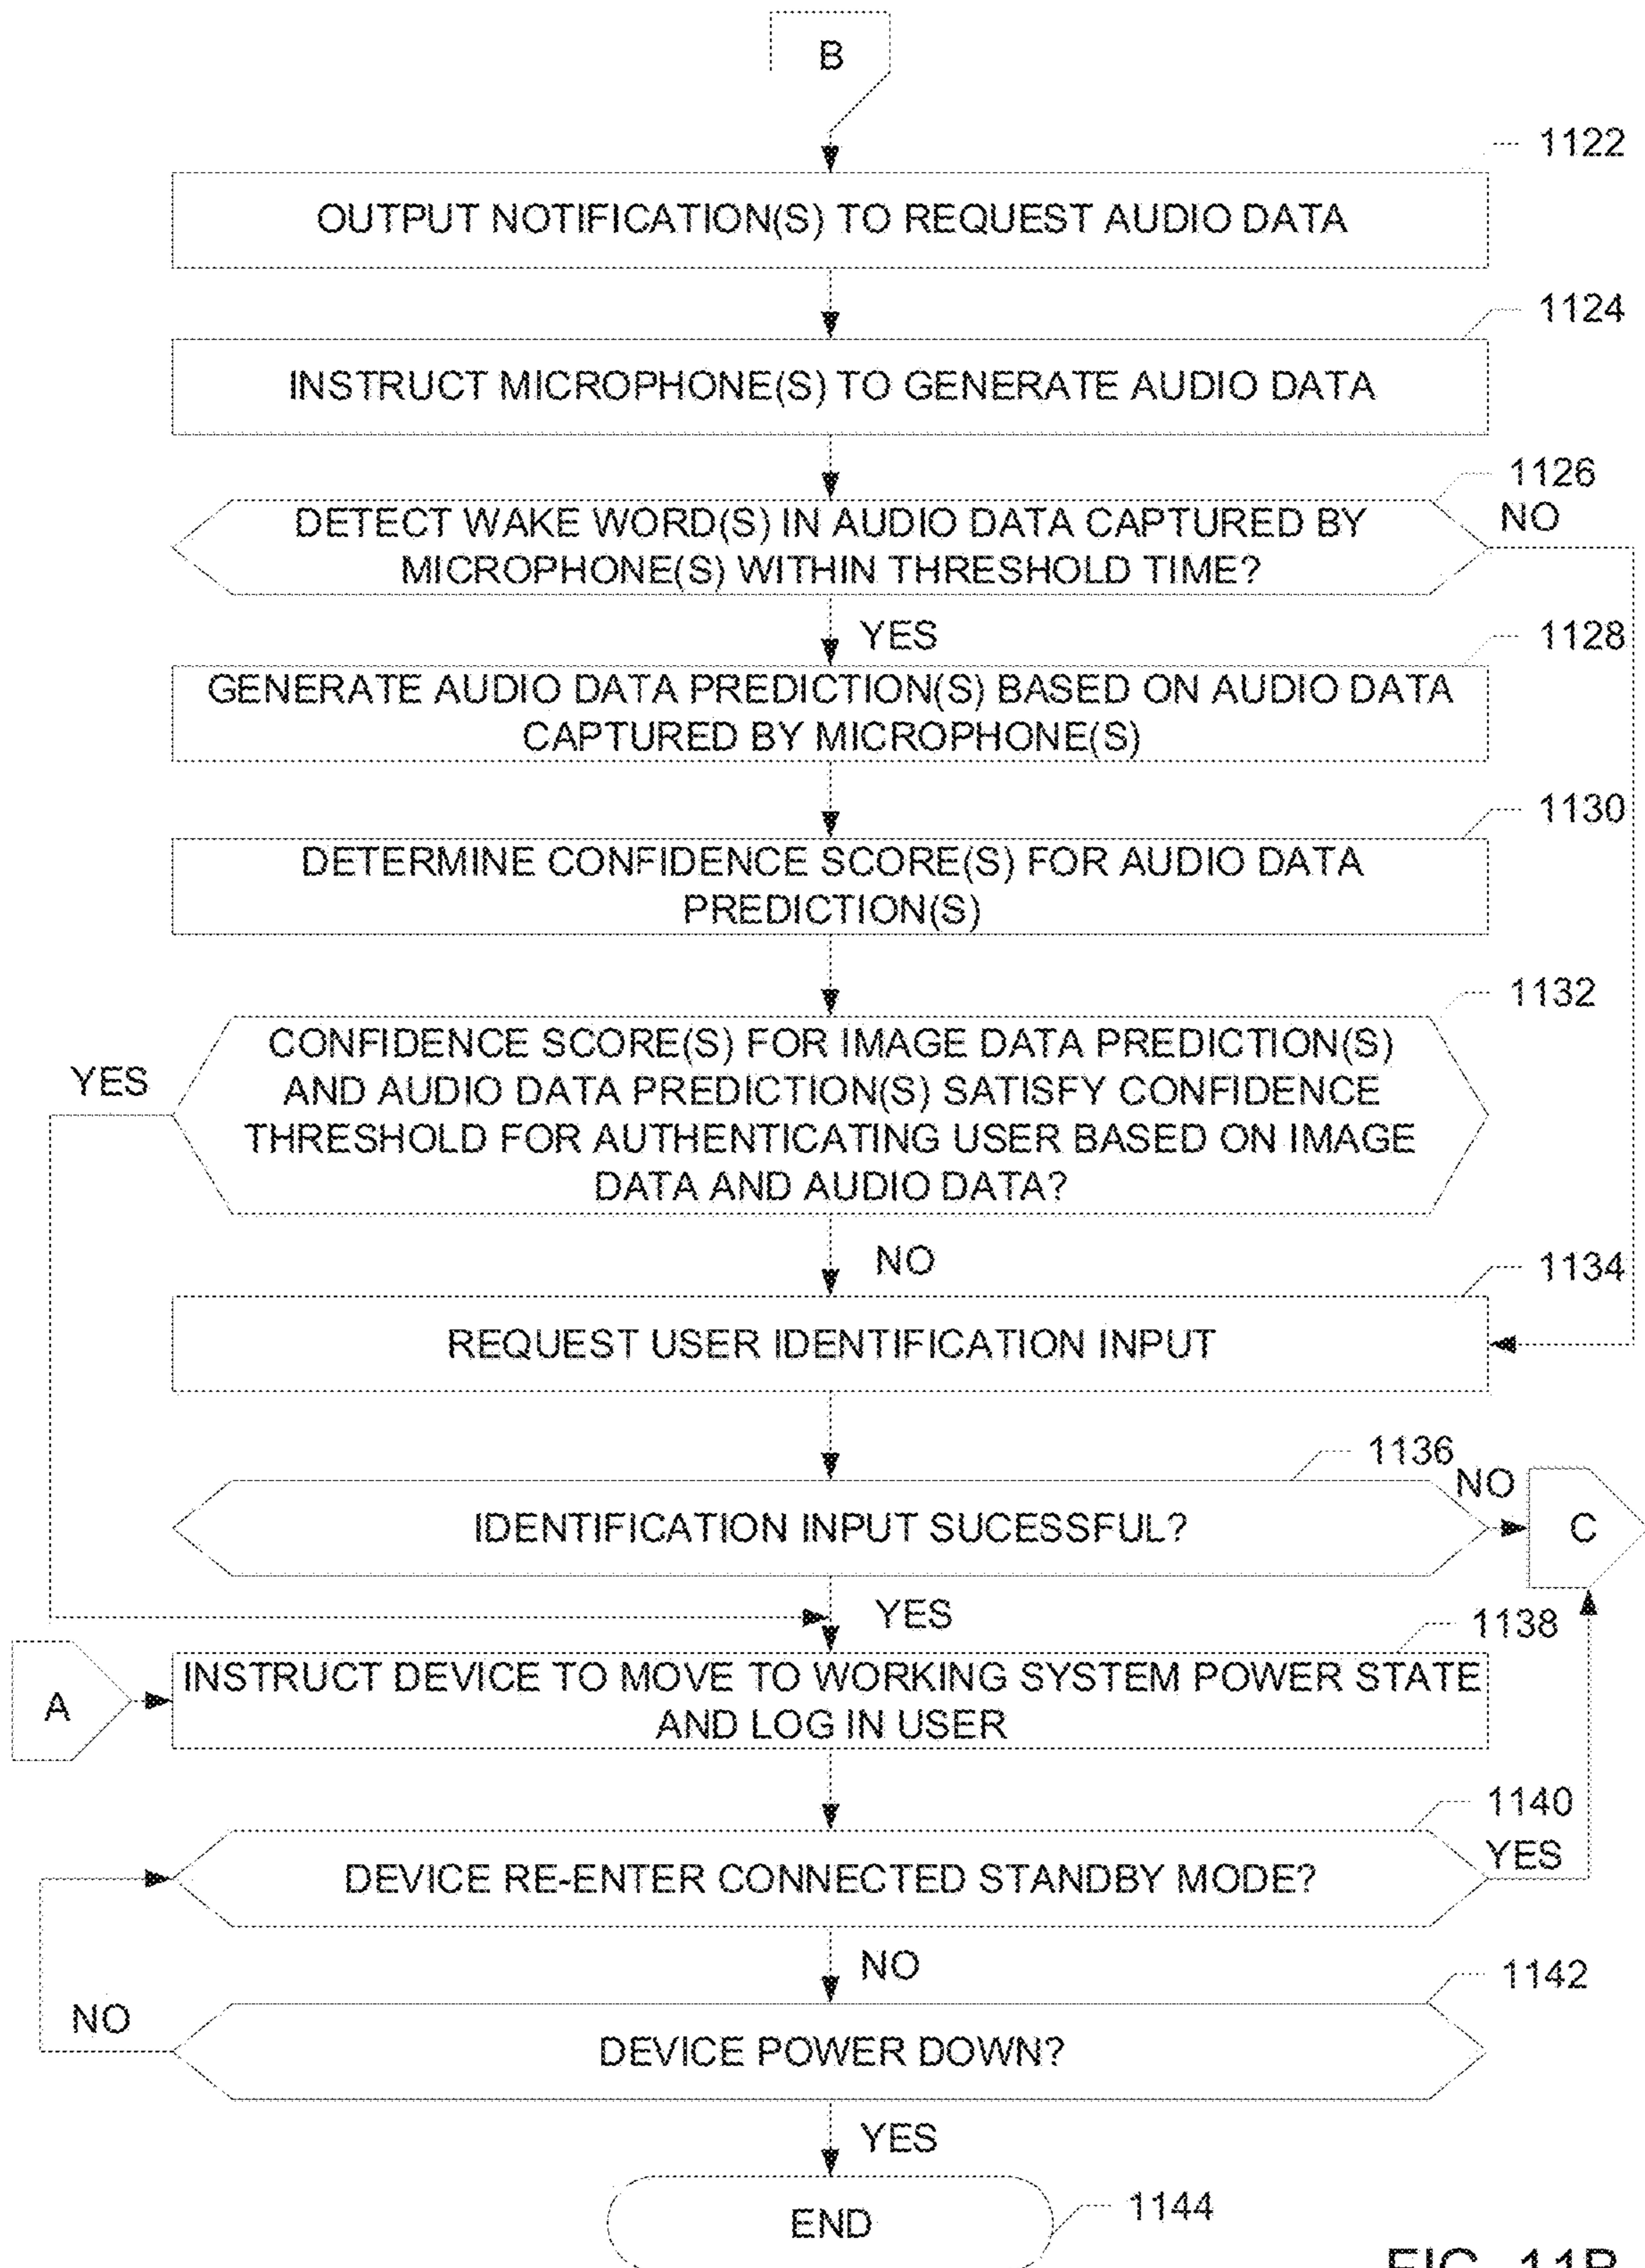 B
1122
OUTPUT NOTIFICATION(S) TO REQUEST AUDIO DATA
1124
INSTRUCT MICROPHONE(S) TO GENERATE AUDIO DATA
1126
NO
DETECT WAKE WORD(S) IN AUDIO DATA CAPTURED BY
MICROPHONE(S) WITHIN THRESHOLD TIME?
YES
1128
GENERATE AUDIO DATA PREDICTION(S) BASED ON AUDIO DATA
CAPTURED BY MICROPHONE(S)
1130
DETERMINE CONFIDENCE SCORE(S) FOR AUDIO DATA
PREDICTION(S)
1132
YES
CONFIDENCE SCORE(S) FOR IMAGE DATA PREDICTION(S)
AND AUDIO DATA PREDICTION(S) SATISFY CONFIDENCE
THRESHOLD FOR AUTHENTICATING USER BASED ON IMAGE
DATA AND AUDIO DATA?
NO
1134
REQUEST USER IDENTIFICATION INPUT
1136
NO
C
IDENTIFICATION INPUT SUCESSFUL?
YES
1138
A
INSTRUCT DEVICE TO MOVE TO WORKING SYSTEM POWER STATE
AND LOG IN USER
1140
YES
DEVICE RE-ENTER CONNECTED STANDBY MODE?
NO
1142
NO
DEVICE POWER DOWN?
YES
END
1144
FIG. 11B